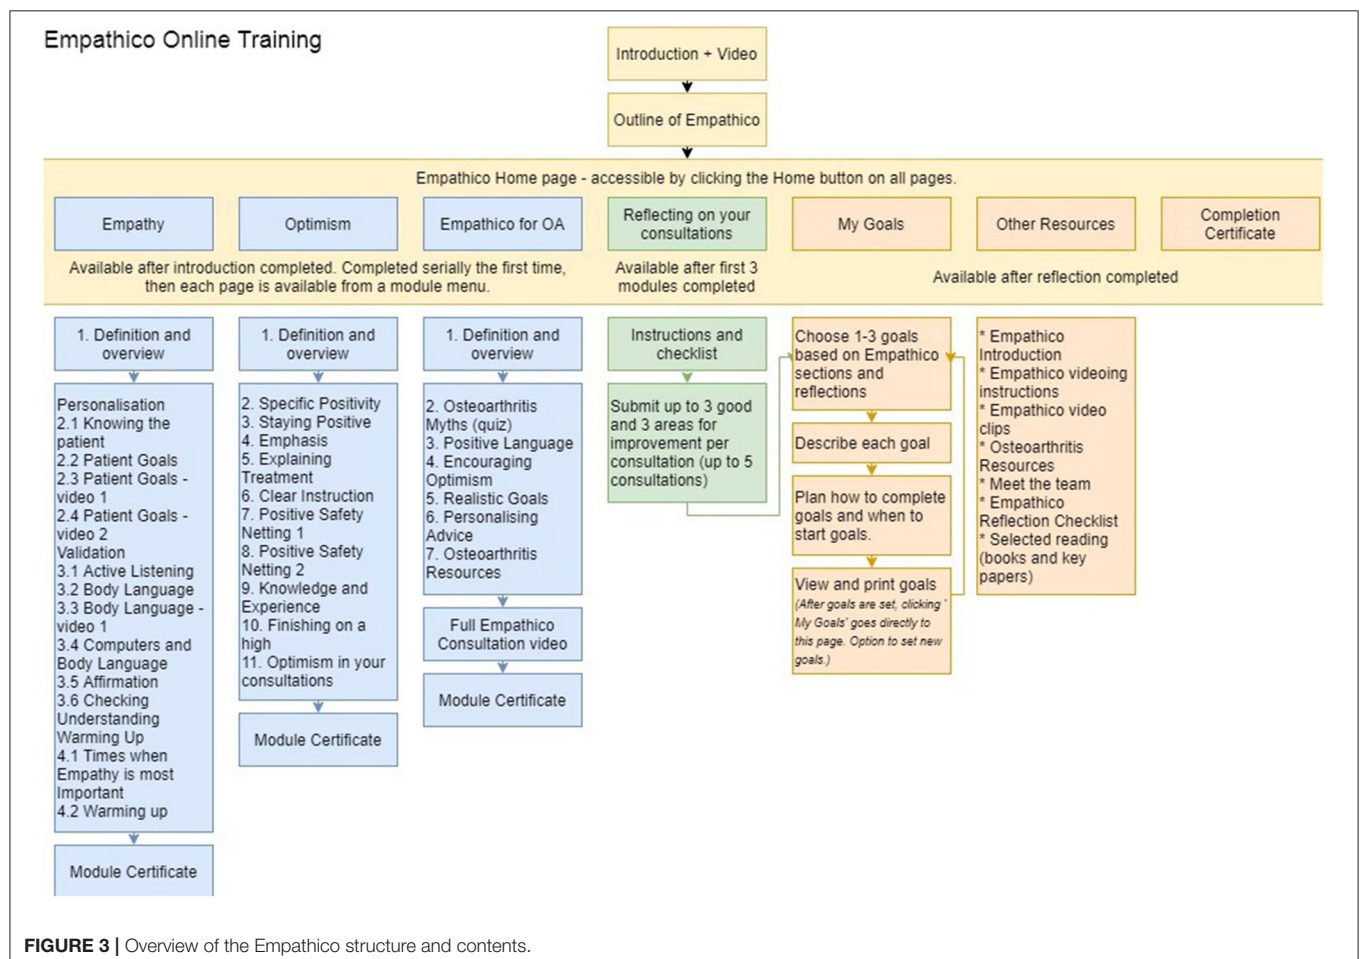 Empathico Online Training
Introduction + Video
Outline of Empathico
Empathico Home page - accessible by clicking the Home button on all pages.
Empathy
Optimism
Empathico for OA
Reflecting on your
consultations
My Goals
Other Resources
Completion
Certificate
Available after introduction completed. Completed serially the first time,
then each page is available from a module menu.
Available after first 3
modules completed
Available after reflection completed
1. Definition and
overview
Personalisation
2.1 Knowing the
patient
2.2 Patient Goals
2.3 Patient Goals -
video 1
2.4 Patient Goals -
video 2
Validation
3.1 Active Listening
3.2 Body Language
3.3 Body Language -
video 1
3.4 Computers and
Body Language
3.5 Affirmation
3.6 Checking
Understanding
Warming Up
4.1 Times when
Empathy is most
Important
4.2 Warming up
Module Certificate
1. Definition and
overview
2. Specific Positivity
3. Staying Positive
4. Emphasis
5. Explaining
Treatment
6. Clear Instruction
7. Positive Safety
Netting 1
8. Positive Safety
Netting 2
9. Knowledge and
Experience
10. Finishing on a
high
11. Optimism in your
consultations
Module Certificate
1. Definition and
overview
2. Osteoarthritis
Myths (quiz)
3. Positive Language
4. Encouraging
Optimism
5. Realistic Goals
6. Personalising
Advice
7. Osteoarthritis
Resources
Full Empathico
Consultation video
Module Certificate
Instructions and
checklist
Submit up to 3 good
and 3 areas for
improvement per
consultation (up to 5
consultations)
Choose 1-3 goals
based on Empathico
sections and
reflections
Describe each goal
Plan how to complete
goals and when to
start goals.
View and print goals
(After goals are set, clicking '
My Goals' goes directly to
this page. Option to set new
goals.)
* Empathico
Introduction
* Empathico videoing
instructions
* Empathico video
clips
* Osteoarthritis
Resources
* Meet the team
* Empathico
Reflection Checklist
* Selected reading
(books and key
papers)
FIGURE 3 | Overview of the Empathico structure and contents.